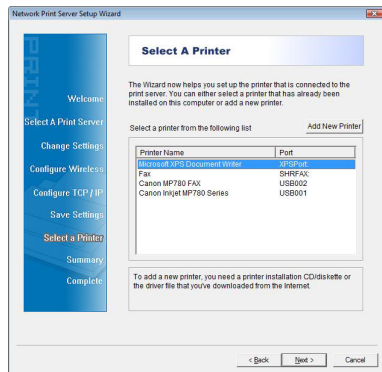 Network Print Server Setup Wizard
PRINT
Welcome
Select A Print Server
Change Settings
Configure Wireless
Configure TCP / IP
Save Settings
Select a Printer
Summary
Complete
Select A Printer
The Wizard now helps you set up the printer that is connected to the
print server. You can either select a printer that has already been
installed on this computer or add a new printer.
Select a printer from the following list
Add New Printer
Printer Name Port
Microsoft XPS Document Writer XPSPort:
Fax SHRFAX:
Canon MP780 FAX USB002
Canon Inkjet MP780 Series USB001
To add a new printer, you need a printer installation CD/diskette or
the driver file that you've downloaded from the Internet.
< Back Next > Cancel